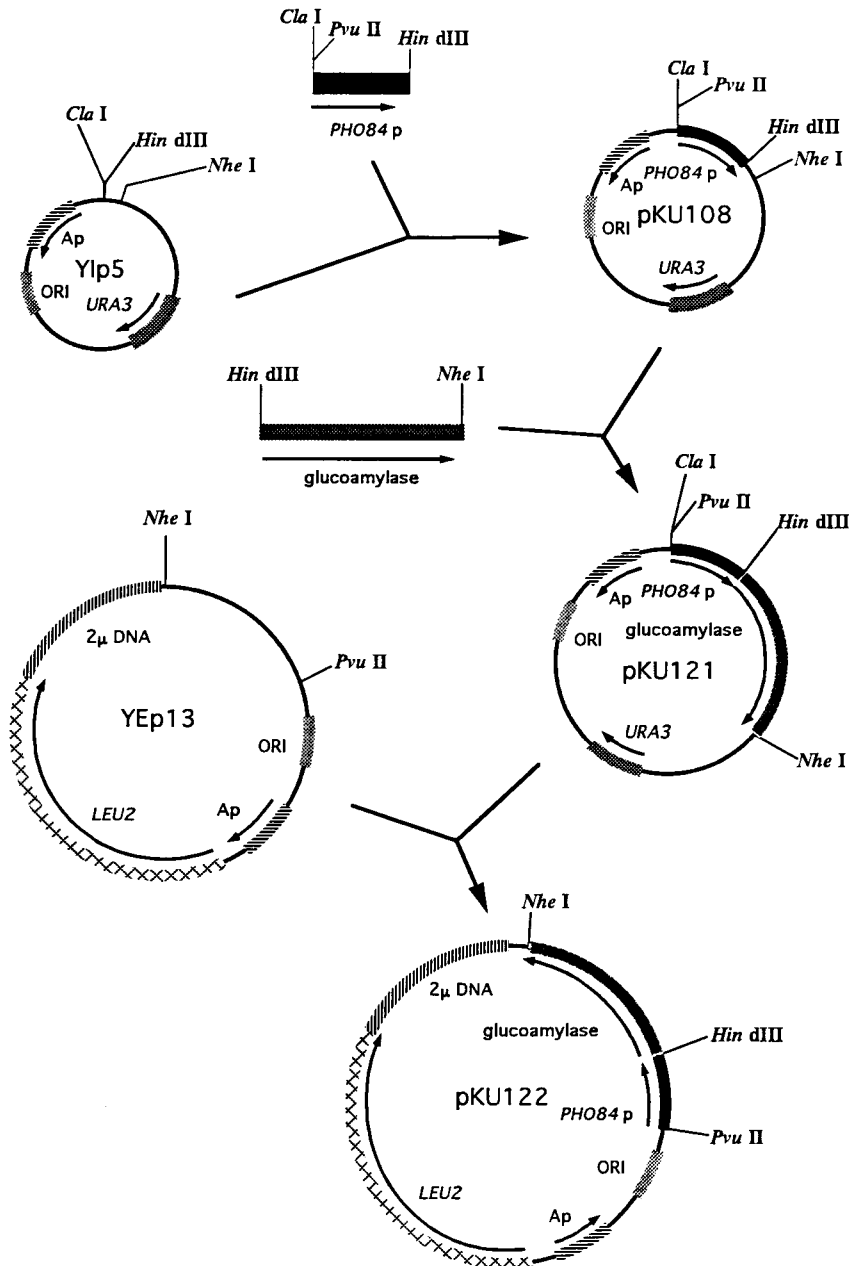 Cla I
Pvu II
Hin dIII
PHO84 p
Cla I
Hin dIII
Nhe I
Ap
YIp5
ORI
URA3
Cla I
Pvu II
Hin dIII
Nhe I
PHO84 p
Ap
pKU108
ORI
URA3
Hin dIII
Nhe I
glucoamylase
Cla I
Pvu II
Hin dIII
PHO84 p
Ap
ORI
glucoamylase
pKU121
URA3
Nhe I
Nhe I
2μ DNA
Pvu II
YEp13
ORI
Ap
LEU2
Nhe I
2μ DNA
glucoamylase
Hin dIII
pKU122
PHO84 p
Pvu II
ORI
LEU2
Ap